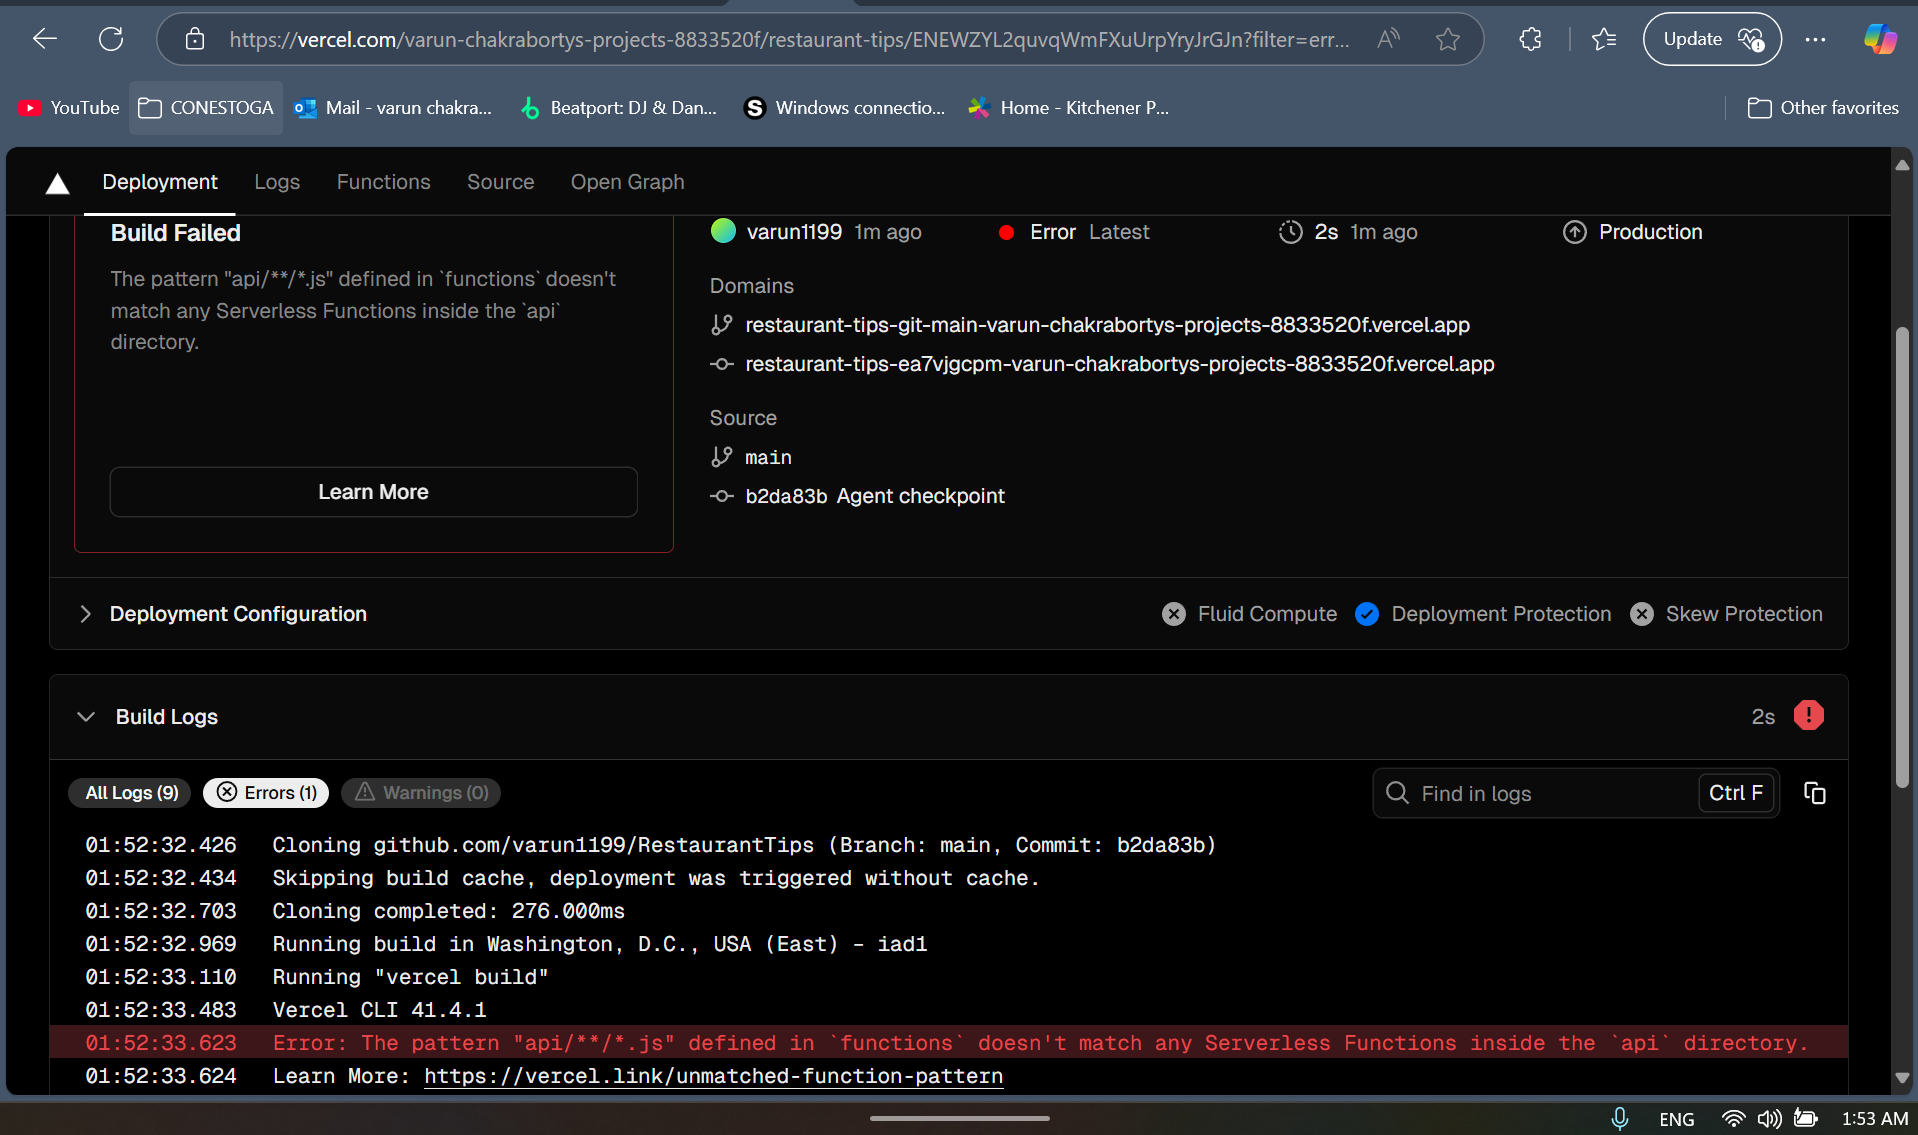 https://vercel.com/varun-chakrabortys-projects-8833520f/restaurant-tips/ENEWZYL2quvqWmFXuUrpYryJrGJn?filter=err...
Update
YouTube
CONESTOGA
Mail - varun chakra...
Beatport: DJ & Dan...
Windows connectio...
Home - Kitchener P...
Other favorites
Deployment
Logs
Functions
Source
Open Graph
Build Failed
The pattern "api/**/*.js" defined in `functions` doesn't
match any Serverless Functions inside the `api`
directory.
Learn More
varun1199 1m ago
Error Latest
2s 1m ago
Production
Domains
restaurant-tips-git-main-varun-chakrabortys-projects-8833520f.vercel.app
restaurant-tips-ea7vjgcpm-varun-chakrabortys-projects-8833520f.vercel.app
Source
main
b2da83b Agent checkpoint
Deployment Configuration
Fluid Compute
Deployment Protection
Skew Protection
Build Logs
2s
All Logs (9)
Errors (1)
Warnings (0)
Find in logs
Ctrl F
01:52:32.426 Cloning github.com/varun1199/RestaurantTips (Branch: main, Commit: b2da83b)
01:52:32.434 Skipping build cache, deployment was triggered without cache.
01:52:32.703 Cloning completed: 276.000ms
01:52:32.969 Running build in Washington, D.C., USA (East) – iad1
01:52:33.110 Running "vercel build"
01:52:33.483 Vercel CLI 41.4.1
01:52:33.623 Error: The pattern "api/**/*.js" defined in `functions` doesn't match any Serverless Functions inside the `api` directory.
01:52:33.624 Learn More: https://vercel.link/unmatched-function-pattern
ENG
1:53 AM